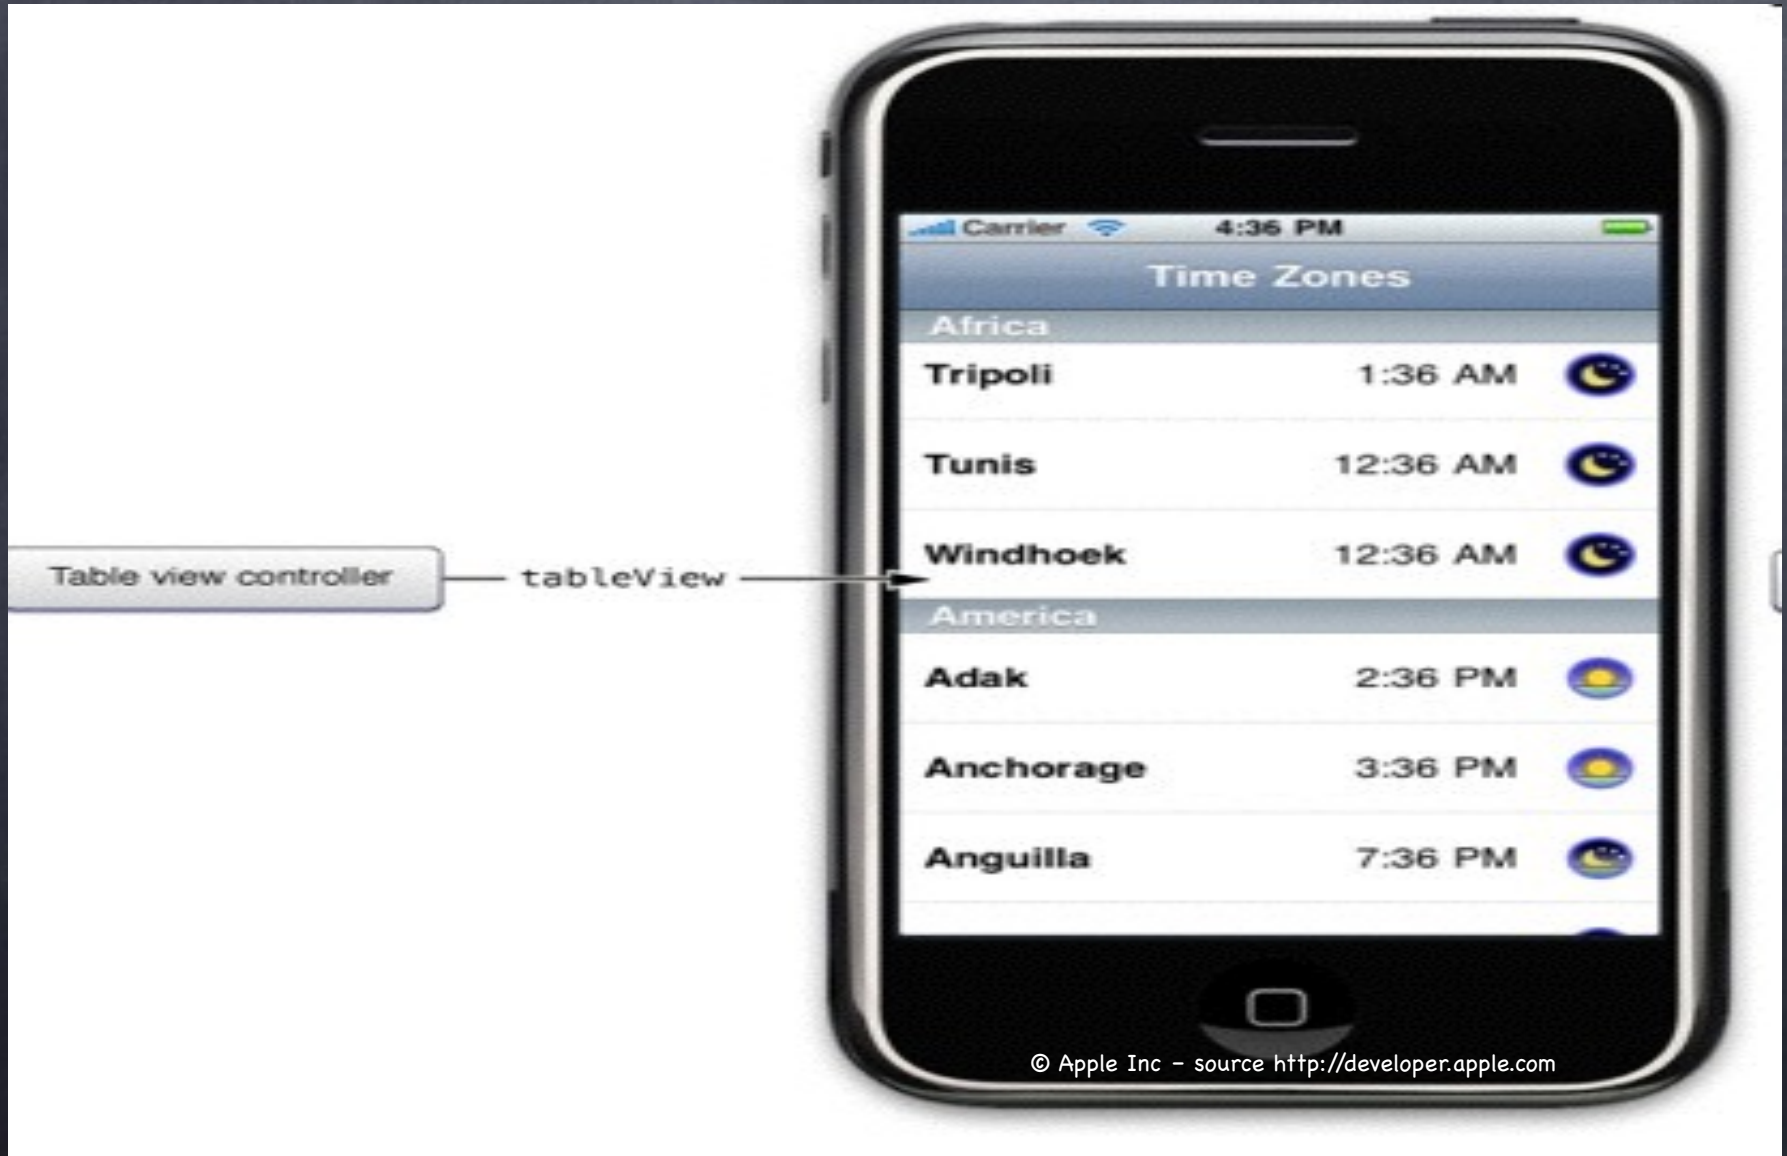 Carrier 4:36 PM
Time Zones
Africa
Tripoli 1:36 AM
Tunis 12:36 AM
Windhoek 12:36 AM
Table view controller tableView
America
Adak 2:36 PM
Anchorage 3:36 PM
Anguilla 7:36 PM
© Apple Inc - source http://developer.apple.com